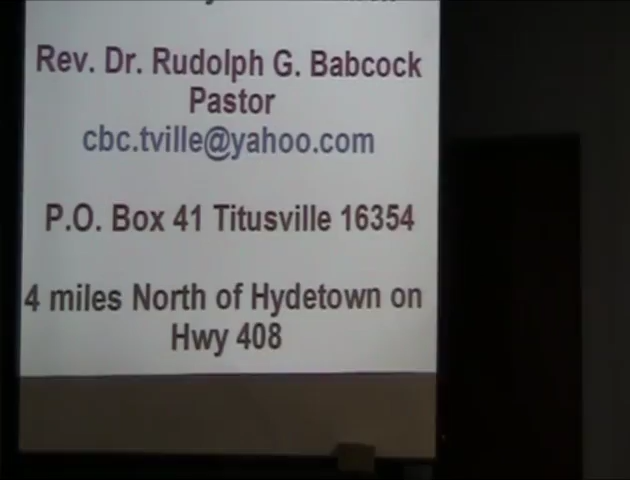 Rev. Dr. Rudolph G. Babcock
Pastor
cbc.tville@yahoo.com
P.O. Box 41 Titusville 16354
4 miles North of Hydetown on
Hwy 408